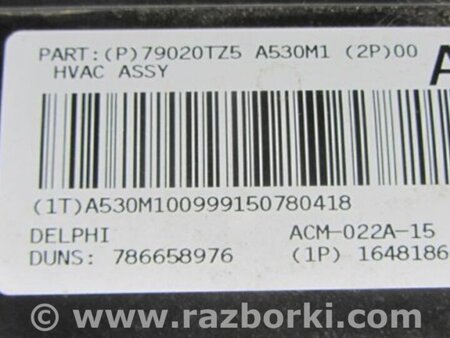 PART:(P)79020TZ5 A530M1 (2P)00
HVAC ASSY
A
(1T)A530M100999150780418
DELPHI ACM-022A-15
DUNS: 786658976 (1P) 1648186
www.razborki.com